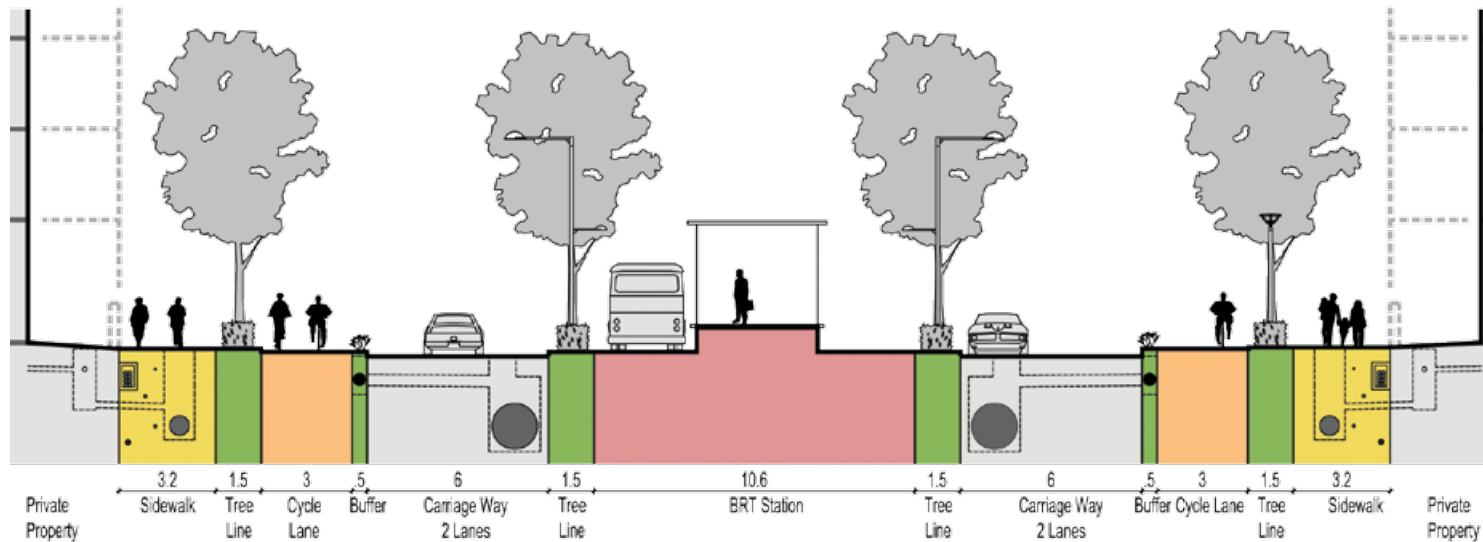 3.2 1.5 3 .5 6 1.5 10.6 1.5 6 .5 3 1.5 3.2
Private Sidewalk Tree Cycle Buffer Carriage Way Tree BRT Station Tree Carriage Way Buffer Cycle Lane Tree Sidewalk Private
Property Line Lane 2 Lanes Line Line 2 Lanes Line Property